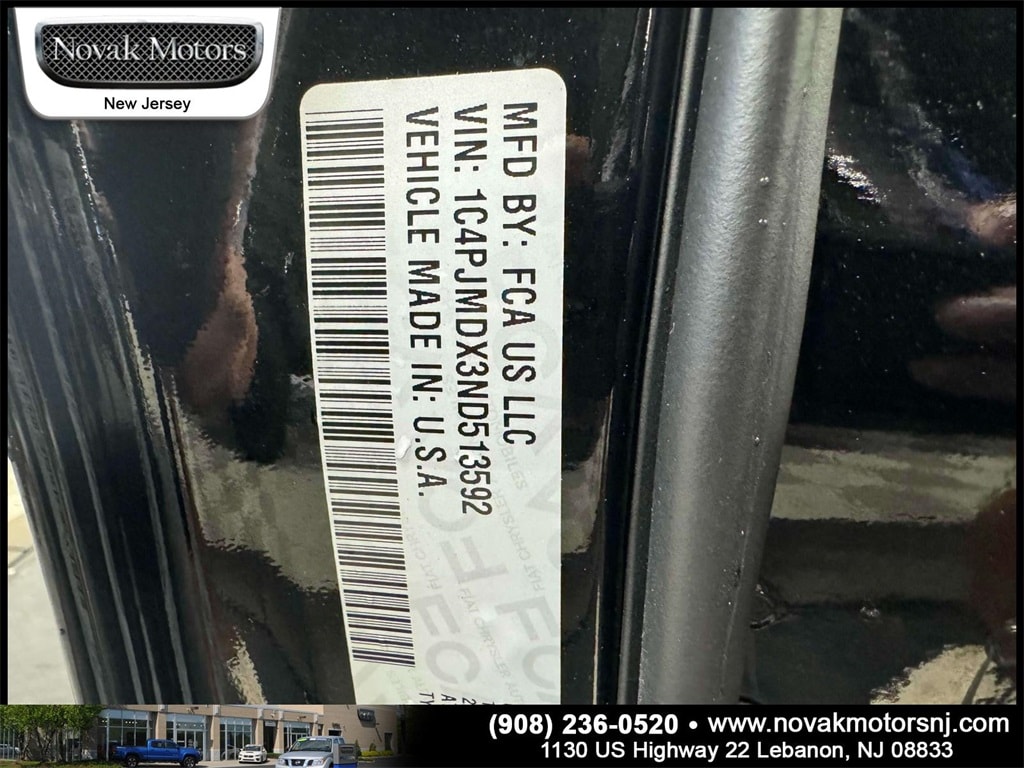 Novak Motors
New Jersey
MFD BY: FCA US LLC
VIN: 1C4PJMDX3ND513592
VEHICLE MADE IN: U.S.A.
(908) 236-0520 • www.novakmotorsnj.com
1130 US Highway 22 Lebanon, NJ 08833